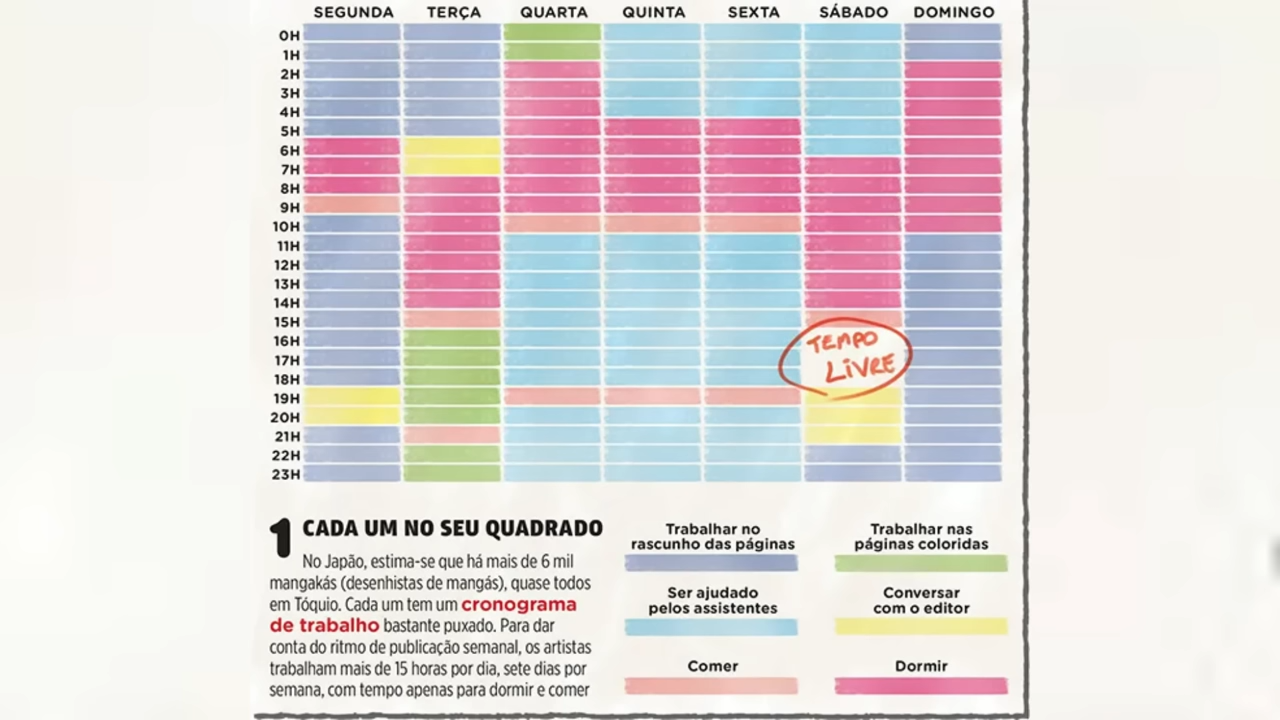 SEGUNDA TERÇA QUARTA QUINTA SEXTA SÁBADO DOMINGO
0H
1H
2H
3H
4H
5H
6H
7H
8H
9H
10H
11H
12H
13H
14H
15H
16H
17H
18H
19H
20H
21H
22H
23H
TEMPO
LIVRE
1 CADA UM NO SEU QUADRADO
No Japão, estima-se que há mais de 6 mil
mangakás (desenhistas de mangás), quase todos
em Tóquio. Cada um tem um cronograma
de trabalho bastante puxado. Para dar
conta do ritmo de publicação semanal, os artistas
trabalham mais de 15 horas por dia, sete dias por
semana, com tempo apenas para dormir e comer
Trabalhar no
rascunho das páginas
Trabalhar nas
páginas coloridas
Ser ajudado
pelos assistentes
Conversar
com o editor
Comer
Dormir